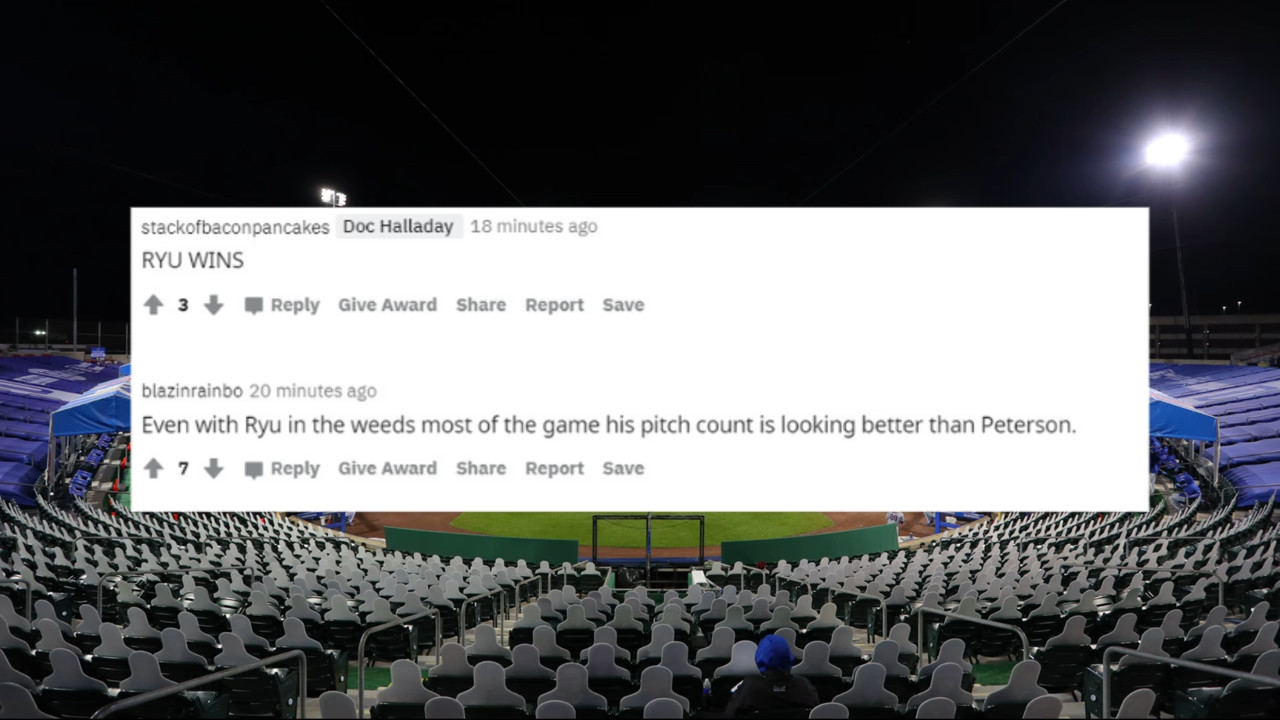 stackofbaconpancakes Doc Halladay 18 minutes ago
RYU WINS
3 Reply Give Award Share Report Save
blazinrainbo 20 minutes ago
Even with Ryu in the weeds most of the game his pitch count is looking better than Peterson.
7 Reply Give Award Share Report Save